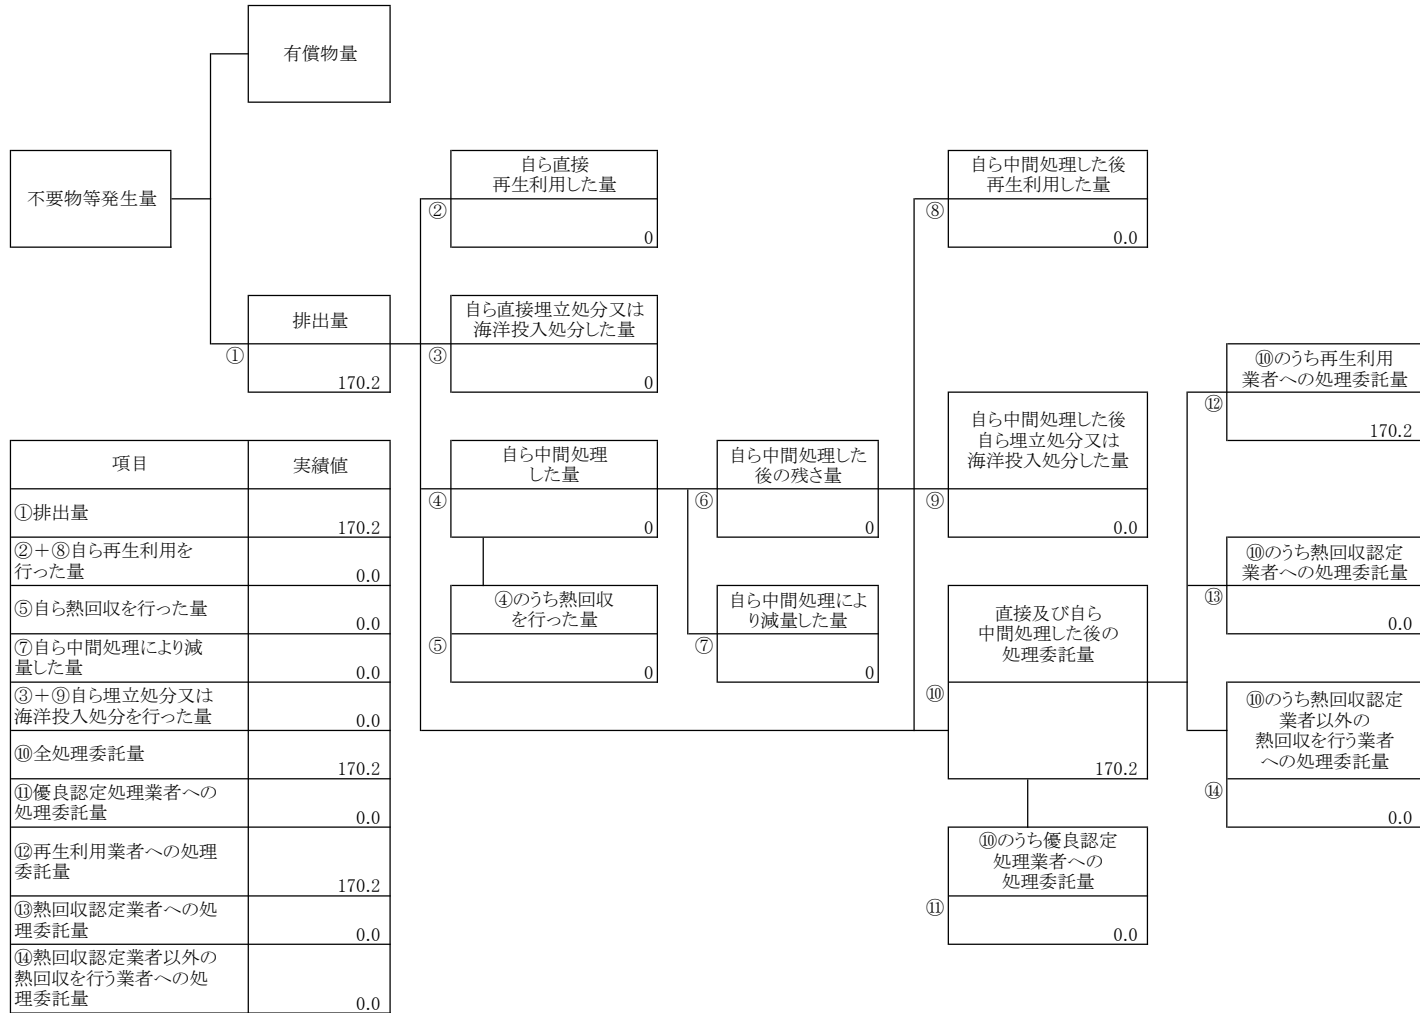 有償物量
不要物等発生量
排出量
①
170.2
自ら直接
再生利用した量
②
0
自ら直接埋立処分又は
海洋投入処分した量
③
0
自ら中間処理
した量
④
0
④のうち熱回収
を行った量
⑤
0
自ら中間処理した
後の残さ量
⑥
0
自ら中間処理によ
り減量した量
⑦
0
自ら中間処理した後
再生利用した量
⑧
0.0
自ら中間処理した後
自ら埋立処分又は
海洋投入処分した量
⑨
0.0
直接及び自ら
中間処理した後の
処理委託量
⑩
170.2
⑩のうち優良認定
処理業者への
処理委託量
⑪
0.0
⑩のうち再生利用
業者への処理委託量
⑫
170.2
⑩のうち熱回収認定
業者への処理委託量
⑬
0.0
⑩のうち熱回収認定
業者以外の
熱回収を行う業者
への処理委託量
⑭
0.0
項目 実績値
①排出量
170.2
②+⑧自ら再生利用を
行った量 0.0
⑤自ら熱回収を行った量
0.0
⑦自ら中間処理により減
量した量 0.0
③+⑨自ら埋立処分又は
海洋投入処分を行った量 0.0
⑩全処理委託量
170.2
⑪優良認定処理業者への
処理委託量 0.0
⑫再生利用業者への処理
委託量
170.2
⑬熱回収認定業者への処
理委託量 0.0
⑭熱回収認定業者以外の
熱回収を行う業者への処
理委託量 0.0